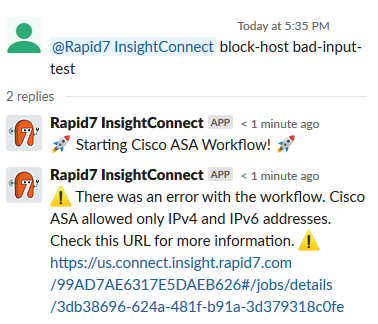 Today at 5:35 PM
@Rapid7 InsightConnect block-host bad-input-
test
2 replies
Rapid7 InsightConnect APP < 1 minute ago
🚀 Starting Cisco ASA Workflow! 🚀
Rapid7 InsightConnect APP < 1 minute ago
⚠️ There was an error with the workflow. Cisco
ASA allowed only IPv4 and IPv6 addresses.
Check this URL for more information. ⚠️
https://us.connect.insight.rapid7.com
/99AD7AE6317E5DAEB626#/jobs/details
/3db38696-624a-481f-b91a-3d379318c0fe